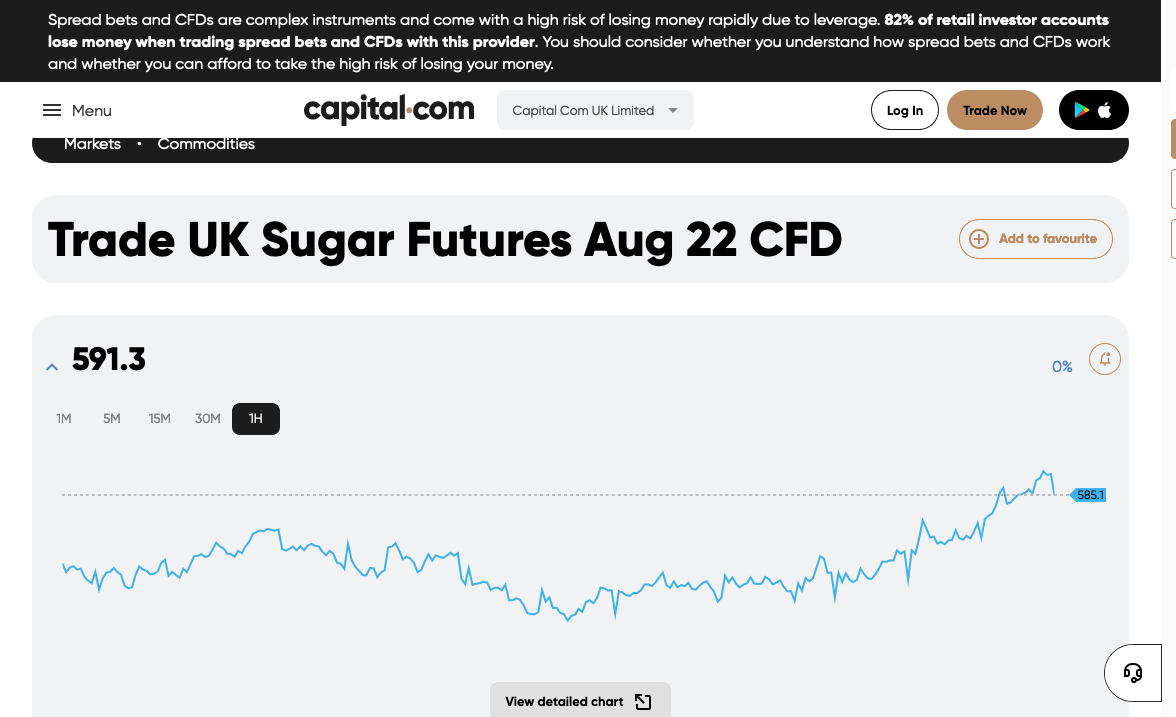 Spread bets and CFDs are complex instruments and come with a high risk of losing money rapidly due to leverage. 82% of retail investor accounts
lose money when trading spread bets and CFDs with this provider. You should consider whether you understand how spread bets and CFDs work
and whether you can afford to take the high risk of losing your money.
Menu
capital.com
Capital Com UK Limited
Log In
Trade Now
Markets • Commodities
Trade UK Sugar Futures Aug 22 CFD
Add to favourite
591.3
0%
1M 5M 15M 30M 1H
585.1
View detailed chart